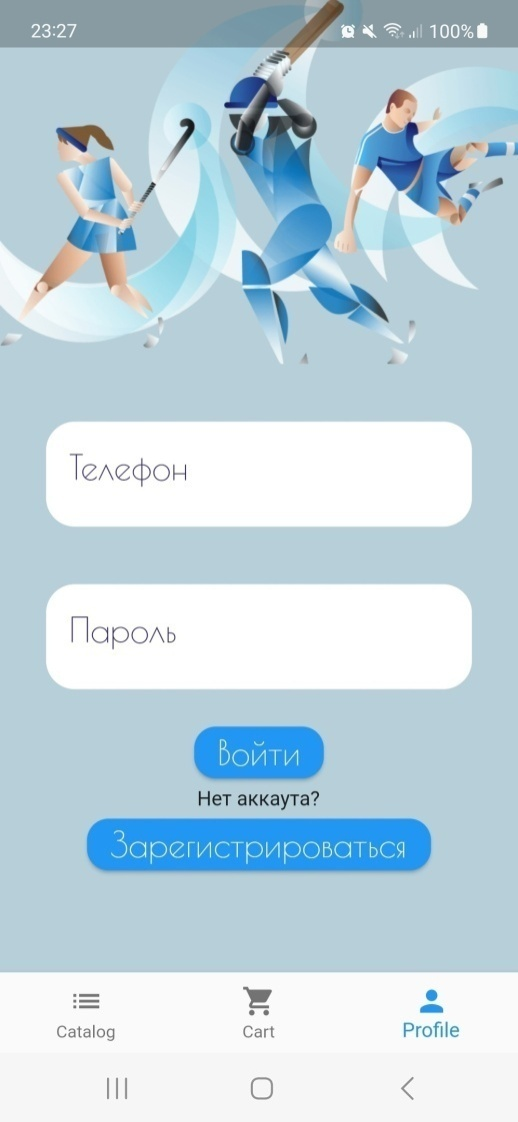 23:27
100%
Телефон
Пароль
Войти
Нет аккаута?
Зарегистрироваться
Catalog
Cart
Profile